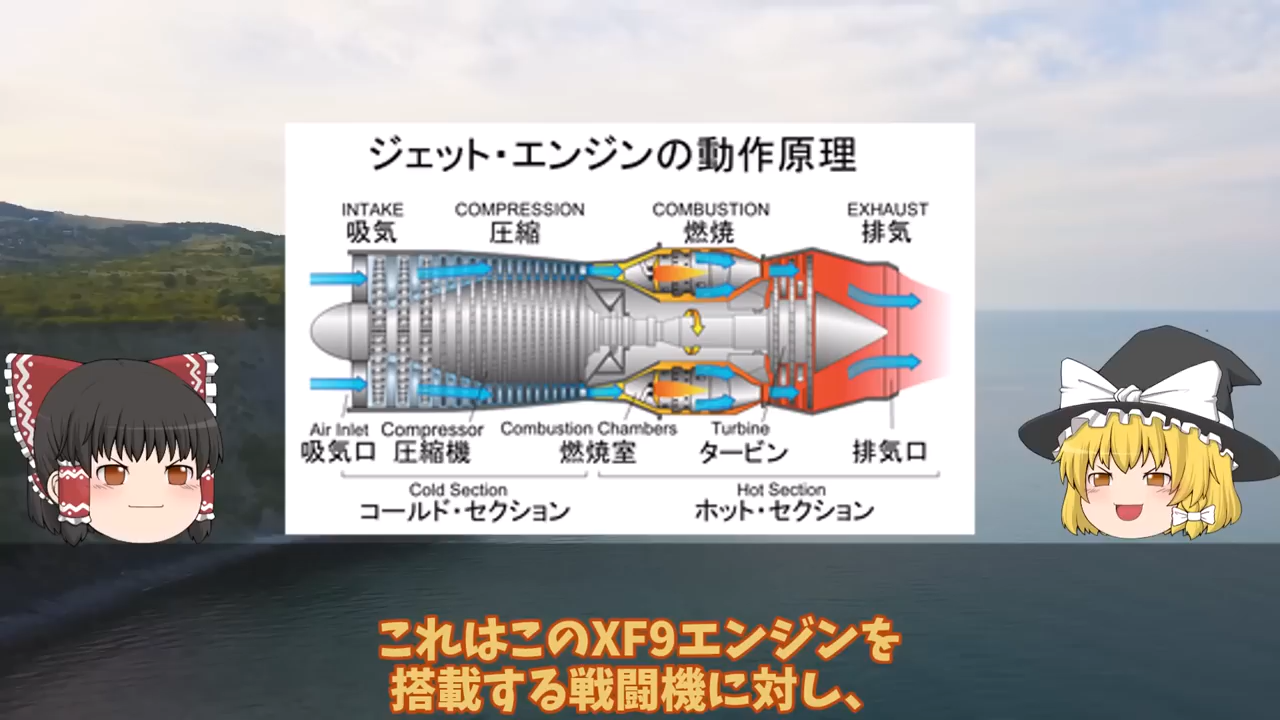 ジェット・エンジンの動作原理
INTAKE COMPRESSION COMBUSTION EXHAUST
吸気 圧縮 燃焼 排気
Air Inlet Compressor Combustion Chambers Turbine
吸気口 圧縮機 燃焼室 タービン 排気口
Cold Section Hot Section
コールド・セクション ホット・セクション
これはこのXF9エンジンを
搭載する戦闘機に対し、